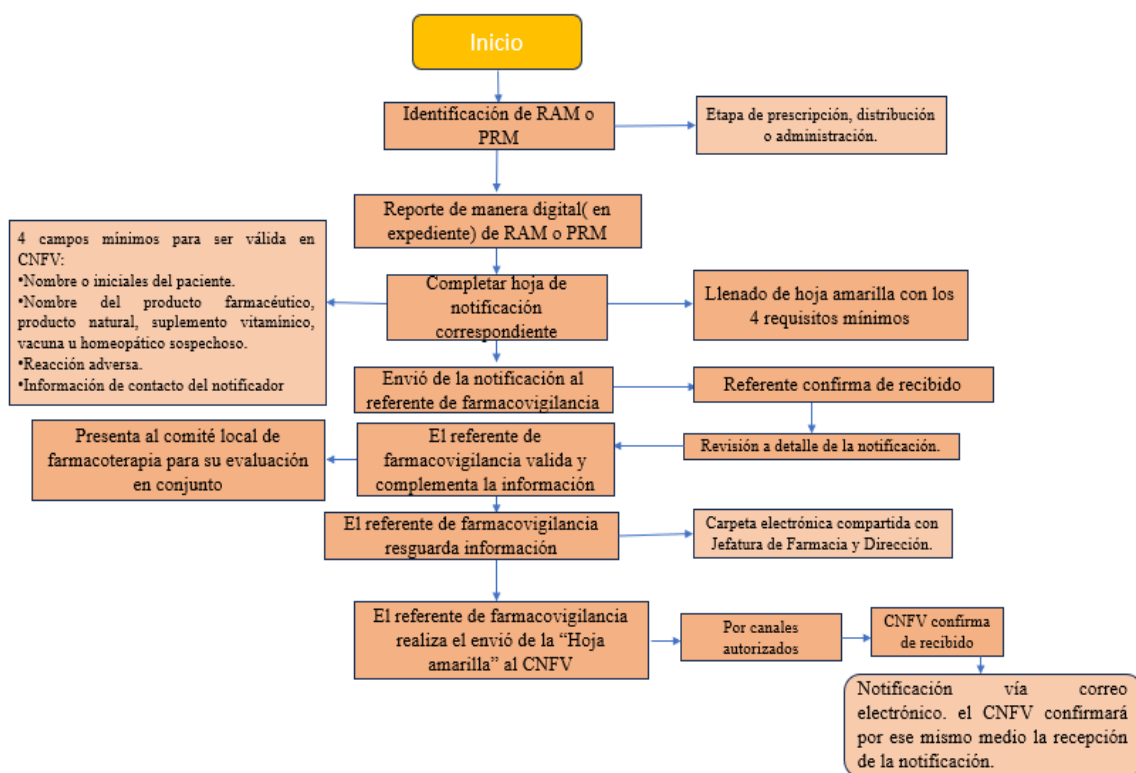 Inicio
Identificación de RAM o
PRM
Etapa de prescripción, distribución
o administración.
Reporte de manera digital( en
expediente) de RAM o PRM
4 campos mínimos para ser válida en
CNFV:
•Nombre o iniciales del paciente.
•Nombre del producto farmacéutico,
producto natural, suplemento vitamínico,
vacuna u homeopático sospechoso.
•Reacción adversa.
•Información de contacto del notificador
Completar hoja de
notificación
correspondiente
Llenado de hoja amarilla con los
4 requisitos mínimos
Envió de la notificación al
referente de farmacovigilancia
Referente confirma de recibido
Revisión a detalle de la notificación.
El referente de
farmacovigilancia valida y
complementa la información
Presenta al comité local de
farmacoterapia para su evaluación
en conjunto
El referente de farmacovigilancia
resguarda información
Carpeta electrónica compartida con
Jefatura de Farmacia y Dirección.
El referente de farmacovigilancia
realiza el envió de la “Hoja
amarilla” al CNFV
Por canales
autorizados
CNFV confirma
de recibido
Notificación vía correo
electrónico. el CNFV confirmará
por ese mismo medio la recepción
de la notificación.